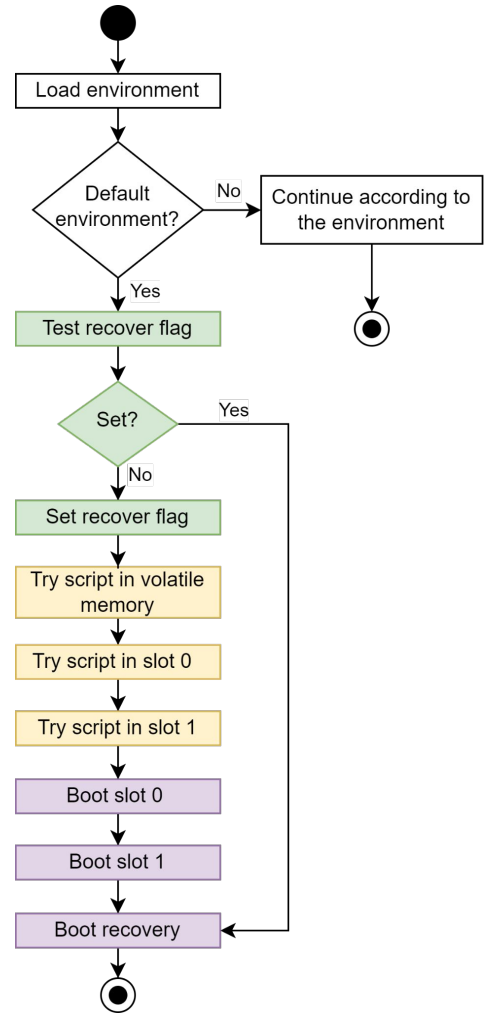 Load environment
Default
environment?
No
Continue according to
the environment
Yes
Test recover flag
Set?
Yes
No
Set recover flag
Try script in volatile
memory
Try script in slot 0
Try script in slot 1
Boot slot 0
Boot slot 1
Boot recovery